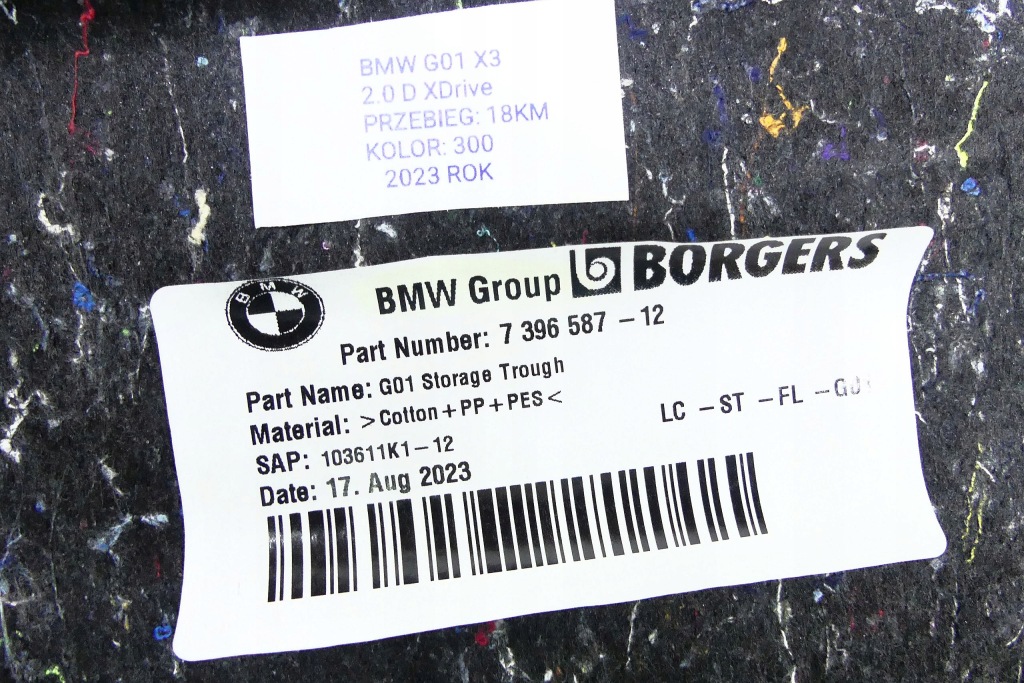 BMW G01 X3
2.0 D XDrive
PRZEBIEG: 18KM
KOLOR: 300
2023 ROK
BMW
BMW Group BORGERS
Part Number: 7 396 587 -12
Part Name: G01 Storage Trough
Material: >Cotton+PP+PES<
LC -ST -FL
SAP: 103611K1-12
Date: 17. Aug 2023